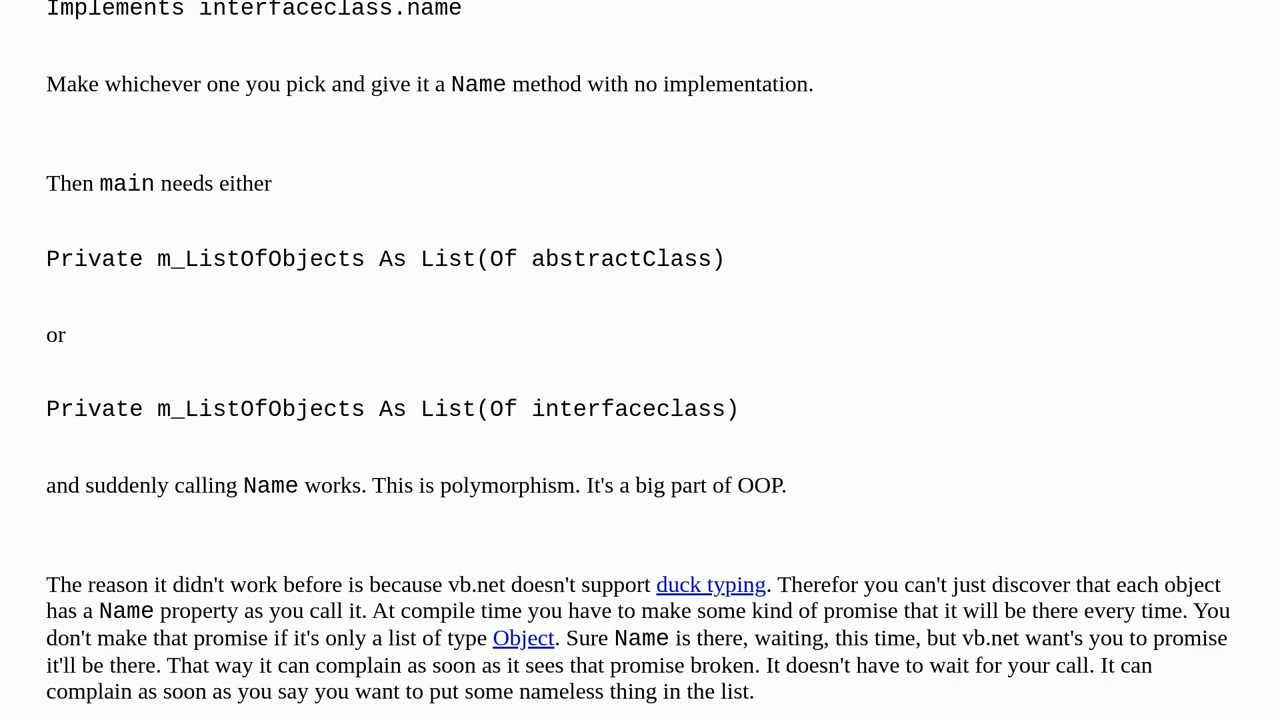 Implements interfaceclass.name
Make whichever one you pick and give it a Name method with no implementation.
Then main needs either
Private m_ListOfObjects As List(Of abstractClass)
or
Private m_ListOfObjects As List(Of interfaceclass)
and suddenly calling Name works. This is polymorphism. It's a big part of OOP.
The reason it didn't work before is because vb.net doesn't support duck typing. Therefor you can't just discover that each object
has a Name property as you call it. At compile time you have to make some kind of promise that it will be there every time. You
don't make that promise if it's only a list of type Object. Sure Name is there, waiting, this time, but vb.net want's you to promise
it'll be there. That way it can complain as soon as it sees that promise broken. It doesn't have to wait for your call. It can
complain as soon as you say you want to put some nameless thing in the list.